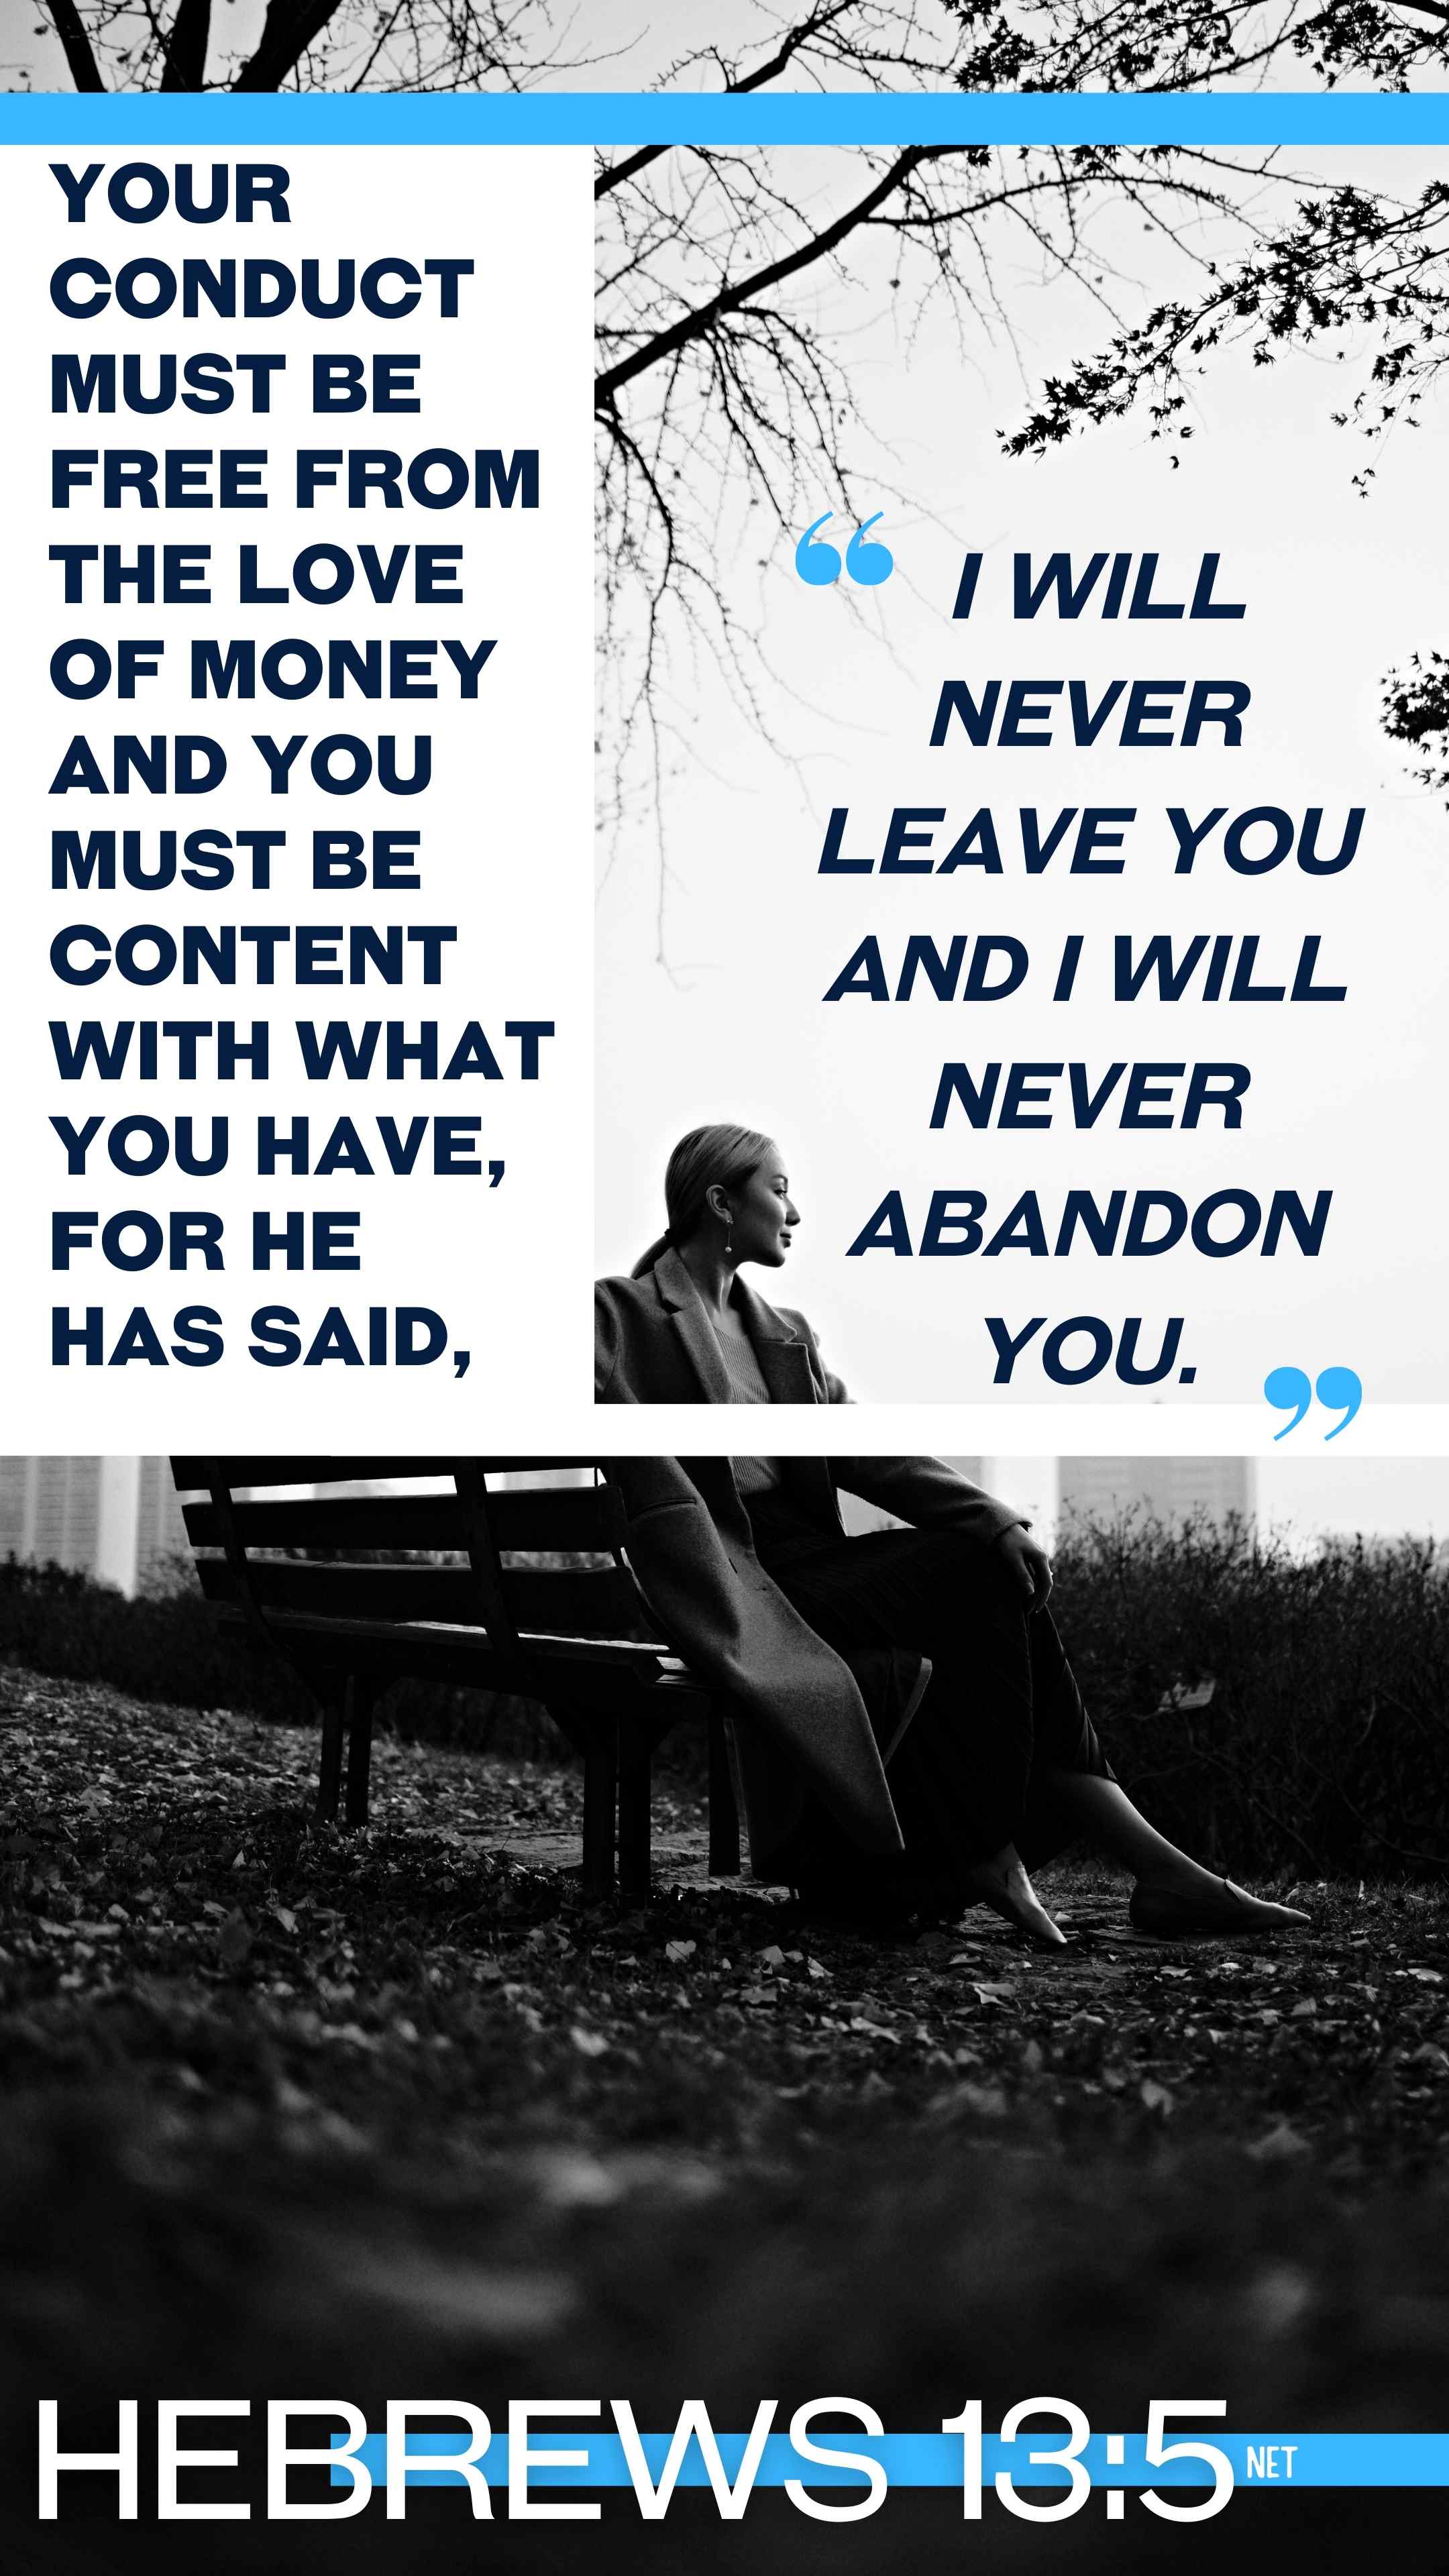 YOUR
CONDUCT
MUST BE
FREE FROM
THE LOVE
OF MONEY
AND YOU
MUST BE
CONTENT
WITH WHAT
YOU HAVE,
FOR HE
HAS SAID,
“ I WILL
NEVER
LEAVE YOU
AND I WILL
NEVER
ABANDON
YOU. ”
HEBREWS 13:5 NET